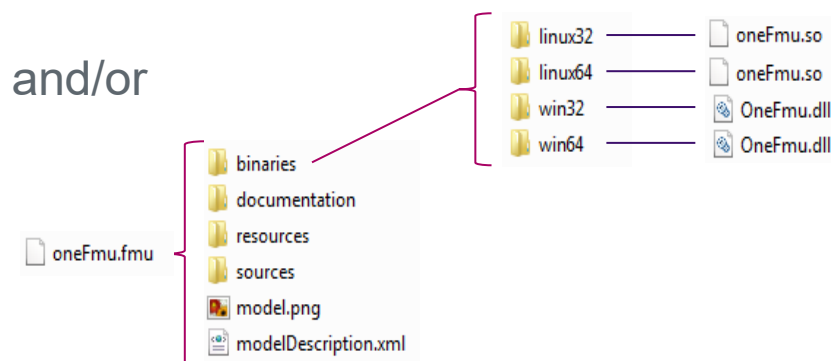 linux32 oneFmu.so
linux64 oneFmu.so
and/or
win32 OneFmu.dll
win64 OneFmu.dll
binaries
documentation
resources
oneFmu.fmu
sources
model.png
modelDescription.xml